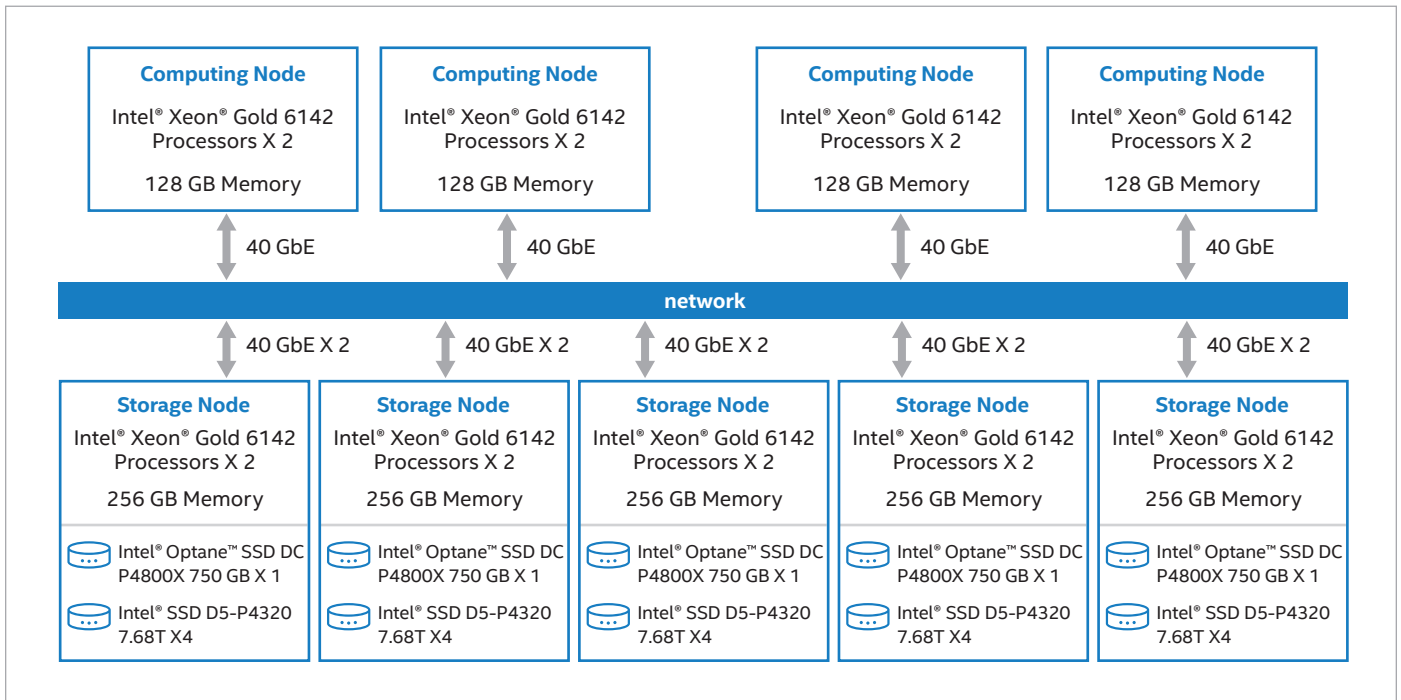 Computing Node
Intel® Xeon® Gold 6142
Processors X 2
128 GB Memory
Computing Node
Intel® Xeon® Gold 6142
Processors X 2
128 GB Memory
Computing Node
Intel® Xeon® Gold 6142
Processors X 2
128 GB Memory
Computing Node
Intel® Xeon® Gold 6142
Processors X 2
128 GB Memory
40 GbE
40 GbE
40 GbE
40 GbE
network
40 GbE X 2
40 GbE X 2
40 GbE X 2
40 GbE X 2
40 GbE X 2
Storage Node
Intel® Xeon® Gold 6142
Processors X 2
256 GB Memory
Intel® Optane™ SSD DC
P4800X 750 GB X 1
Intel® SSD D5-P4320
7.68T X4
Storage Node
Intel® Xeon® Gold 6142
Processors X 2
256 GB Memory
Intel® Optane™ SSD DC
P4800X 750 GB X 1
Intel® SSD D5-P4320
7.68T X4
Storage Node
Intel® Xeon® Gold 6142
Processors X 2
256 GB Memory
Intel® Optane™ SSD DC
P4800X 750 GB X 1
Intel® SSD D5-P4320
7.68T X4
Storage Node
Intel® Xeon® Gold 6142
Processors X 2
256 GB Memory
Intel® Optane™ SSD DC
P4800X 750 GB X 1
Intel® SSD D5-P4320
7.68T X4
Storage Node
Intel® Xeon® Gold 6142
Processors X 2
256 GB Memory
Intel® Optane™ SSD DC
P4800X 750 GB X 1
Intel® SSD D5-P4320
7.68T X4